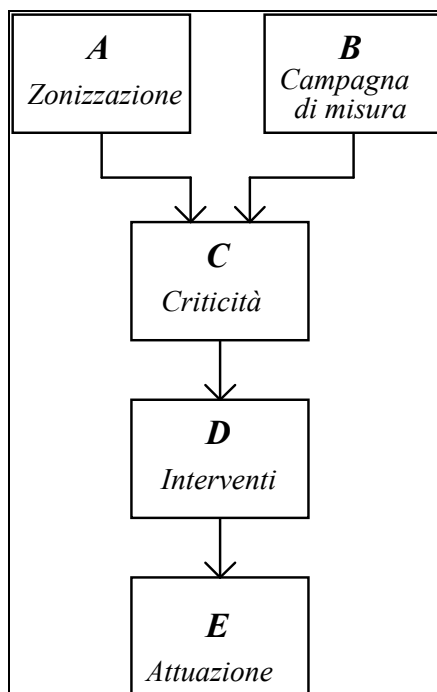 A
Zonizzazione
B
Campagna
di misura
C
Criticità
D
Interventi
E
Attuazione